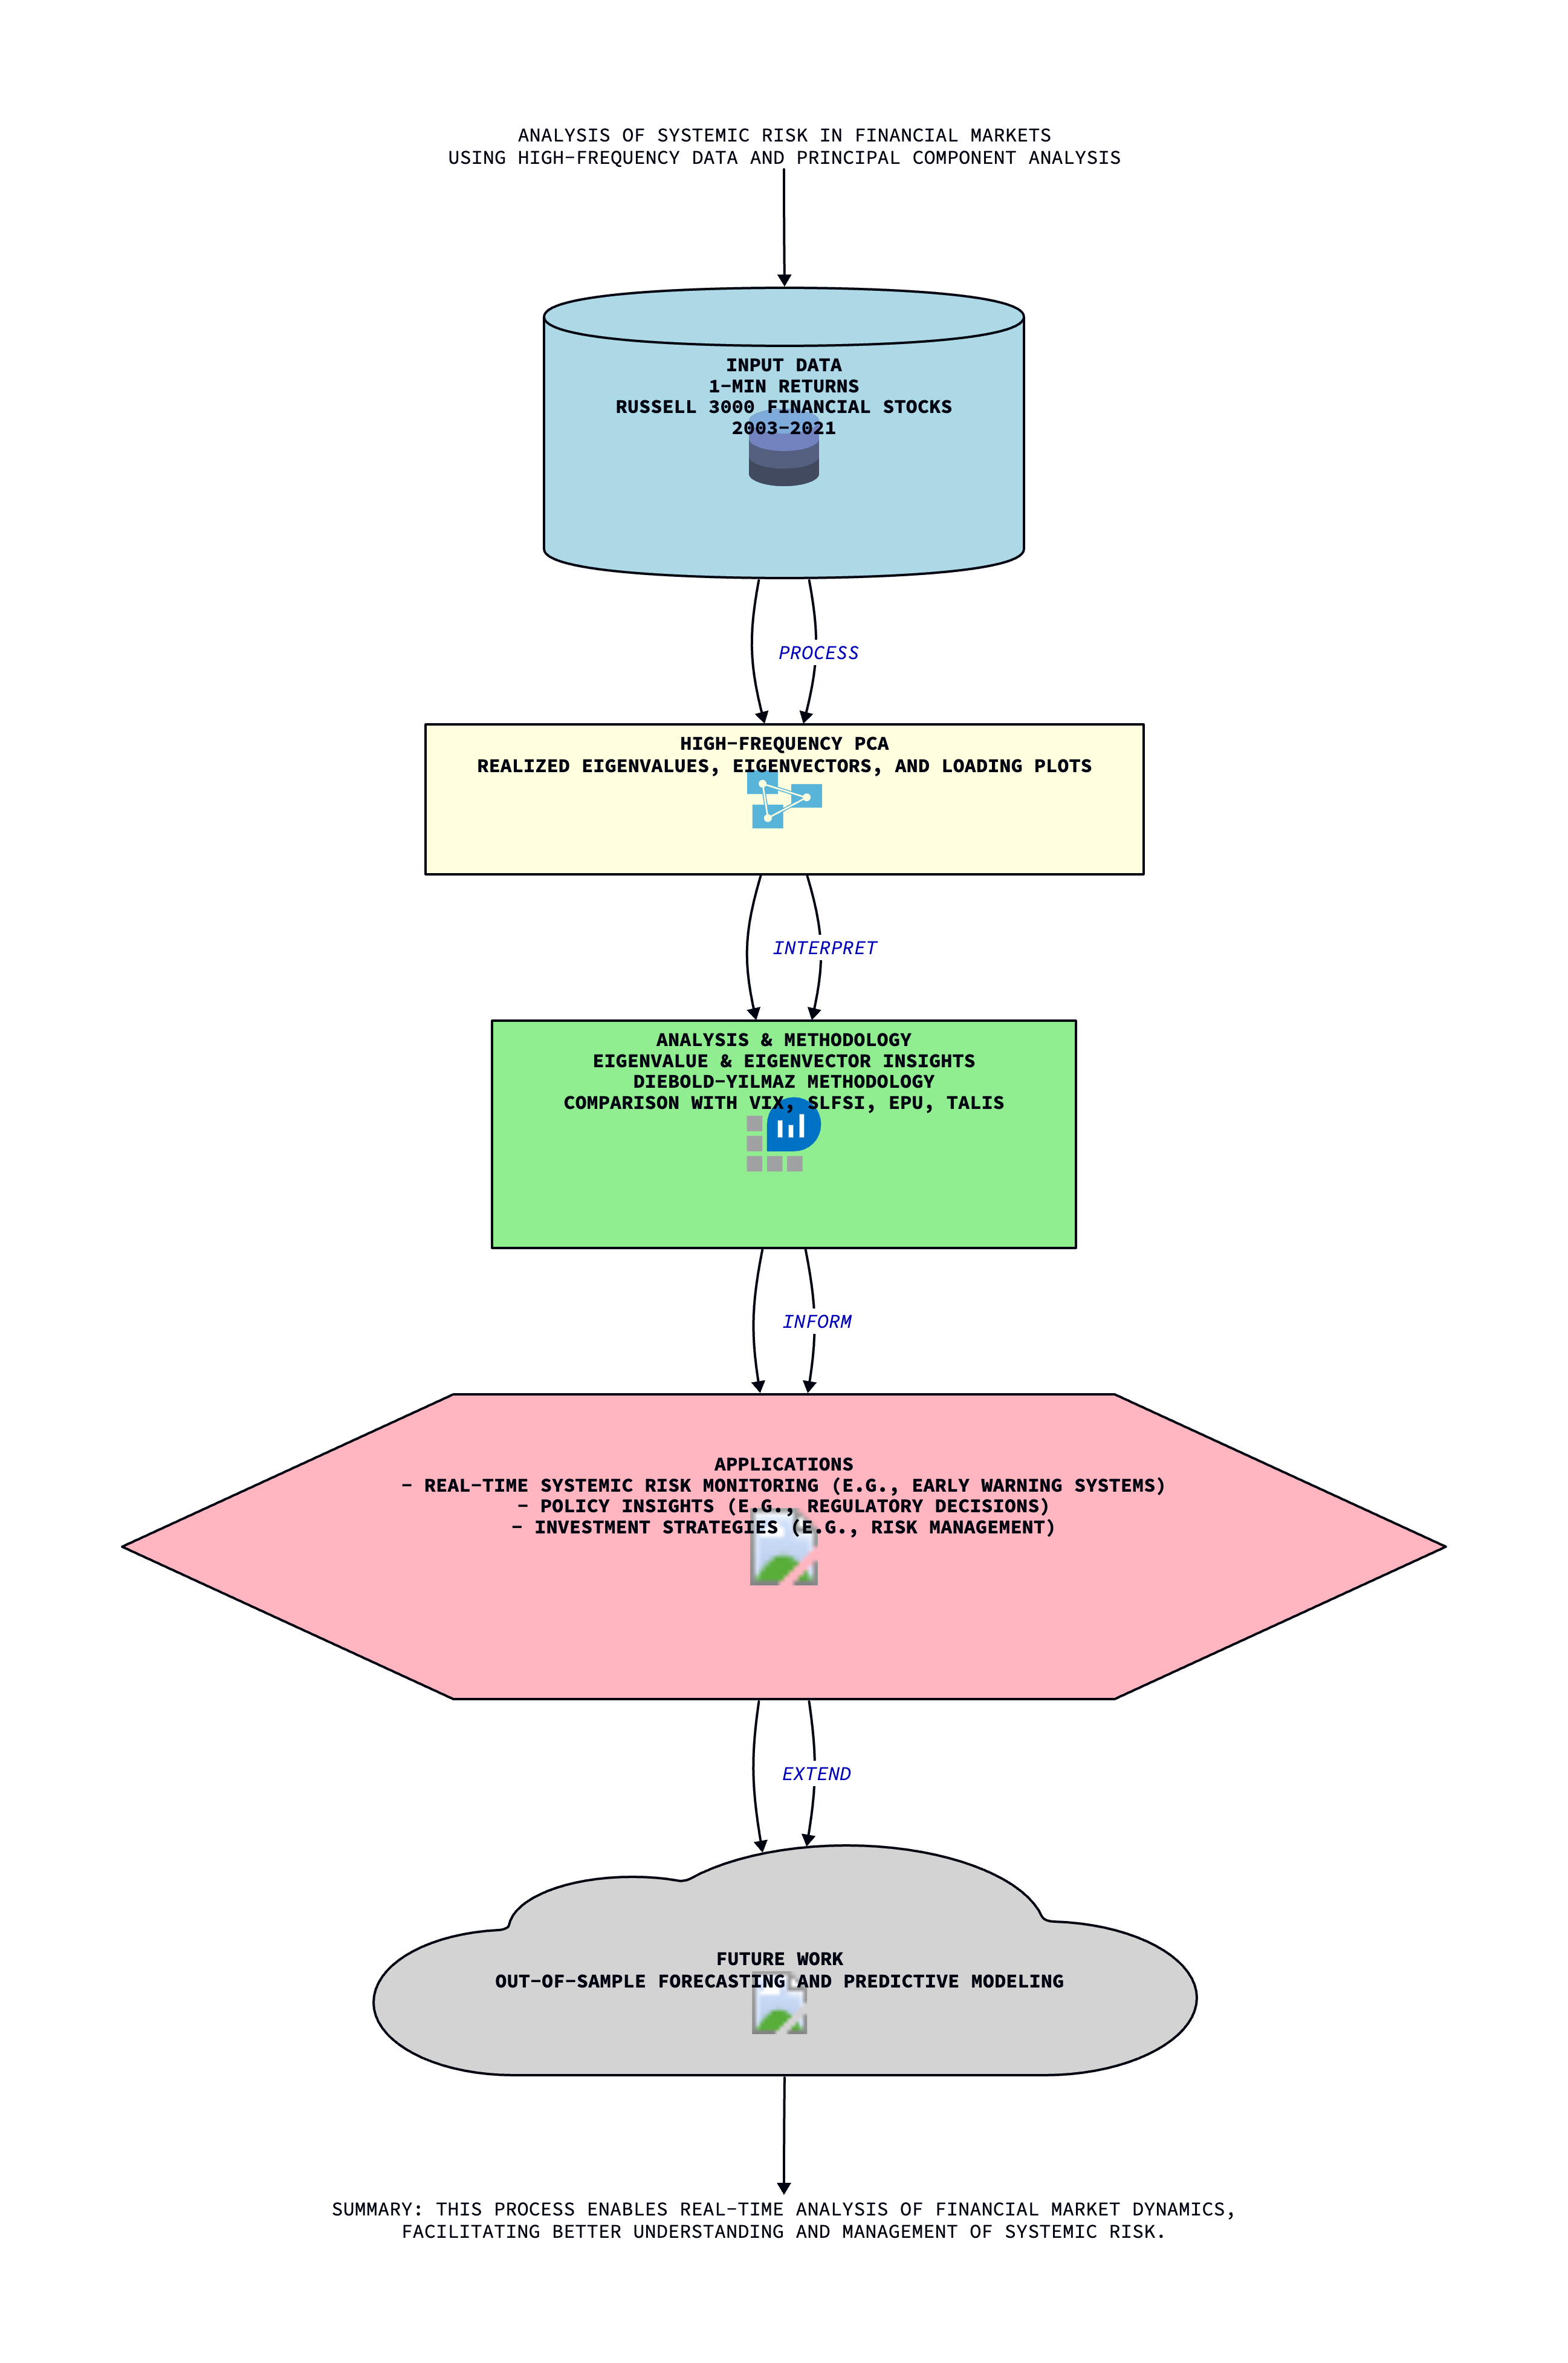 ANALYSIS OF SYSTEMIC RISK IN FINANCIAL MARKETS
USING HIGH-FREQUENCY DATA AND PRINCIPAL COMPONENT ANALYSIS
INPUT DATA
1-MIN RETURNS
RUSSELL 3000 FINANCIAL STOCKS
2003-2021
PROCESS
HIGH-FREQUENCY PCA
REALIZED EIGENVALUES, EIGENVECTORS, AND LOADING PLOTS
INTERPRET
ANALYSIS & METHODOLOGY
EIGENVALUE & EIGENVECTOR INSIGHTS
DIEBOLD-YILMAZ METHODOLOGY
COMPARISON WITH VIX, SLFSI, EPU, TALIS
INFORM
APPLICATIONS
- REAL-TIME SYSTEMIC RISK MONITORING (E.G., EARLY WARNING SYSTEMS)
- POLICY INSIGHTS (E.G., REGULATORY DECISIONS)
- INVESTMENT STRATEGIES (E.G., RISK MANAGEMENT)
EXTEND
FUTURE WORK
OUT-OF-SAMPLE FORECASTING AND PREDICTIVE MODELING
SUMMARY: THIS PROCESS ENABLES REAL-TIME ANALYSIS OF FINANCIAL MARKET DYNAMICS,
FACILITATING BETTER UNDERSTANDING AND MANAGEMENT OF SYSTEMIC RISK.